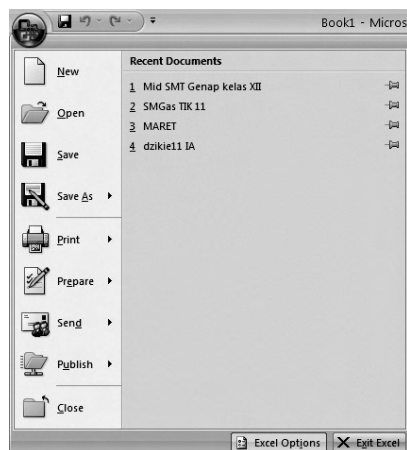 Book1 - Micros
New
Open
Save
Save As
Print
Prepare
Send
Publish
Close
Recent Documents
1 Mid SMT Genap kelas XII
2 SMGas TIK 11
3 MARET
4 dzikie11 IA
Excel Options
Exit Excel